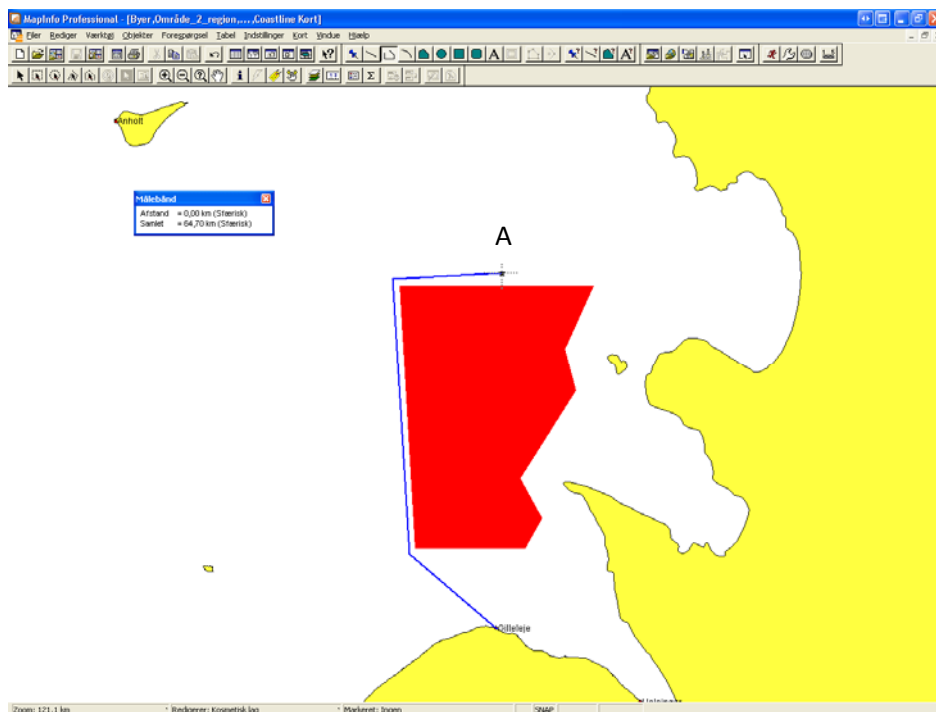 MapInfo Professional - [Byer,Område_2_region,...,Coastline Kort]
Filer Rediger Værktøj Objekter Forespørgsel Tabel Indstillinger Kort Vindue Hjælp
Anholt
Målebånd
Afstand = 0,00 km (Sfærisk)
Samlet = 64,70 km (Sfærisk)
A
Gilleleje
Zoom: 121,1 km Redigerer: Kosmetisk lag Markeret: Ingen SNAP